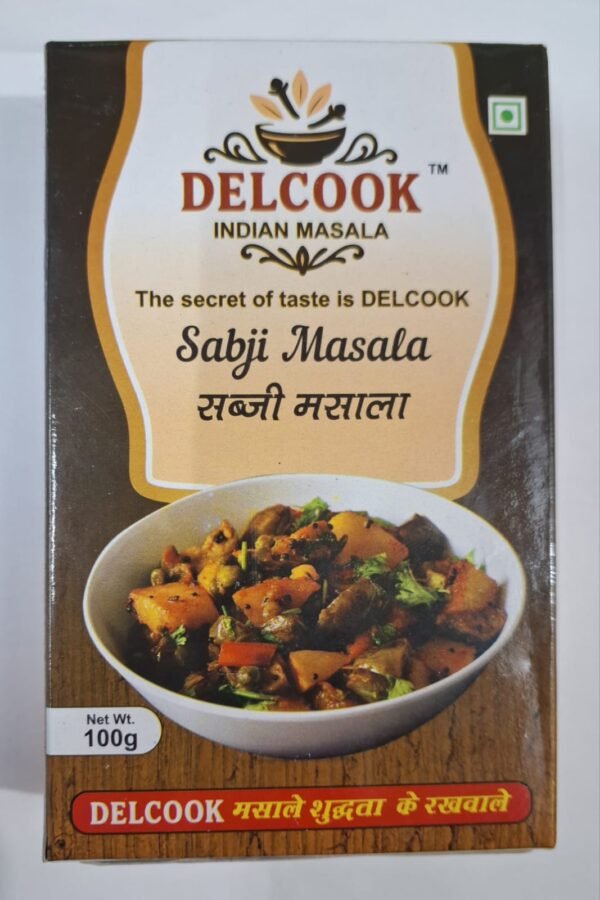 DELCOOK TM
INDIAN MASALA
The secret of taste is DELCOOK
Sabji Masala
सब्जी मसाला
Net Wt.
100g
DELCOOK मसाले शुद्धता के रखवाले